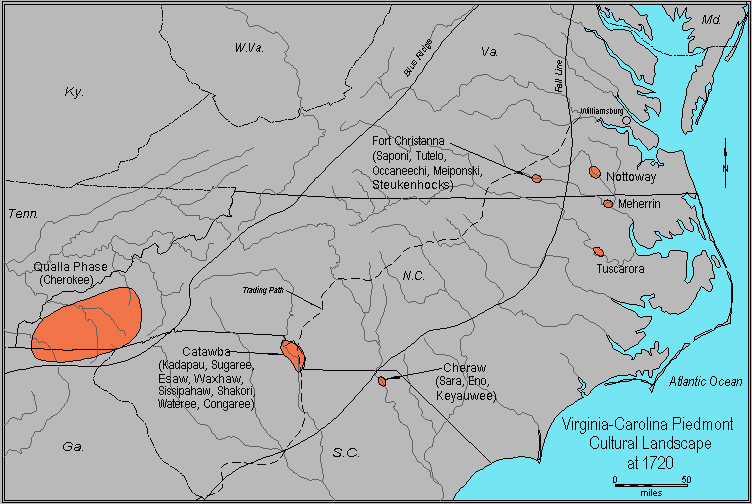 Md.
W.Va.
Blue Ridge
Va.
Fall Line
Ky.
Williamsburg
Fort Christanna
(Saponi, Tutelo,
Occaneechi, Meiponski,
Steukenhocks)
N
Nottoway
Meherrin
Tenn.
Tuscarora
Qualla Phase
(Cherokee)
N.C.
Trading Path
Catawba
(Kadapau, Sugaree,
Esaw, Waxhaw,
Sissipahaw, Shakori,
Wateree, Congaree)
Cheraw
(Sara, Eno,
Keyauwee)
Atlantic Ocean
Ga.
S.C.
Virginia-Carolina Piedmont
Cultural Landscape
at 1720
0 50
miles